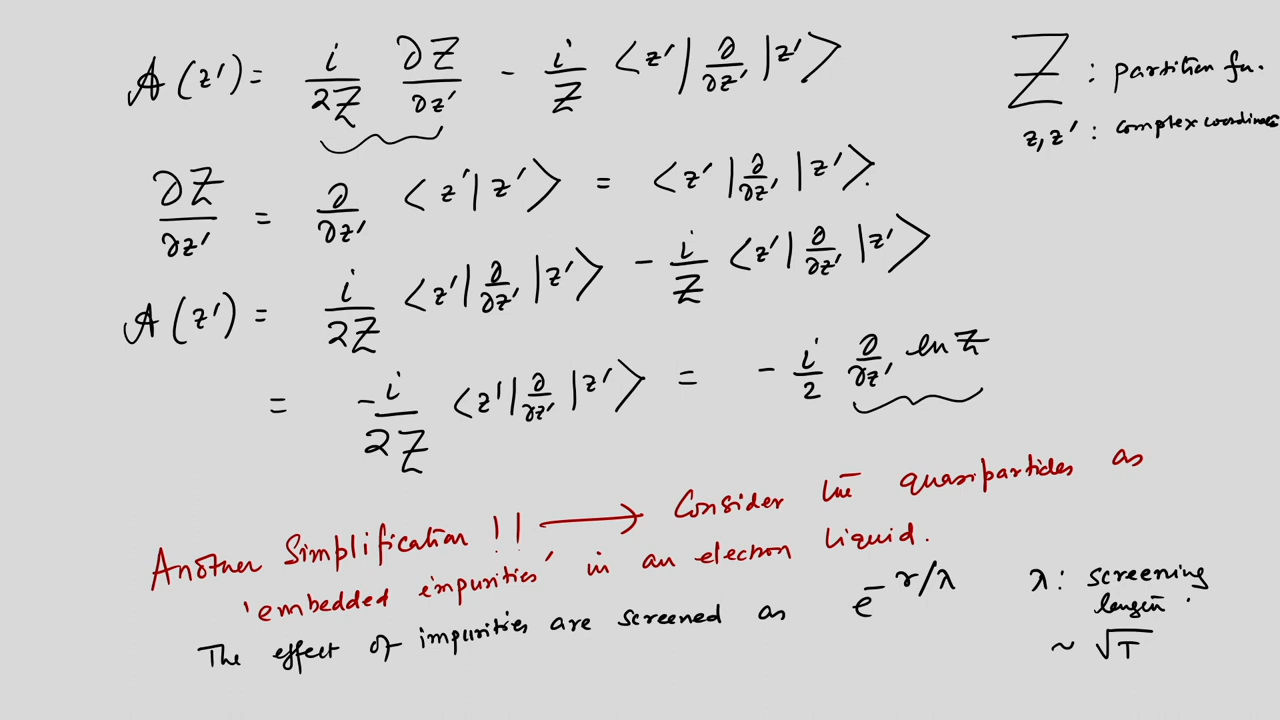 𝒜(z') = i/2Z ∂Z/∂z' - i/Z ⟨z'|∂/∂z'|z'⟩
Z : partition fn.
z, z' : complex coordinates
∂Z/∂z' = ∂/∂z' ⟨z'|z'⟩ = ⟨z'|∂/∂z'|z'⟩.
𝒜(z') = i/2Z ⟨z'|∂/∂z'|z'⟩ - i/Z ⟨z'|∂/∂z'|z'⟩
= -i/2Z ⟨z'|∂/∂z'|z'⟩ = - i/2 ∂/∂z' ln Z
Another Simplification !! ⟶ Consider the quasiparticles as
'embedded impurities' in an electron liquid.
The effect of impurities are screened as e^{-r/λ}
λ : screening
length.
~ √T